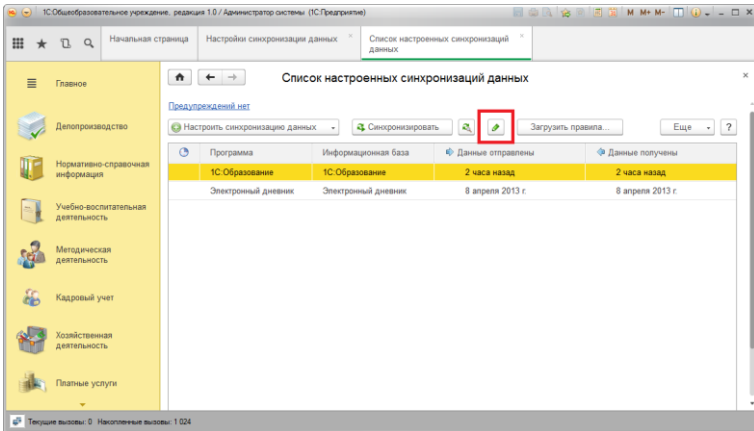 1С:Общеобразовательное учреждение, редакция 1.0 / Администратор системы (1С:Предприятие)
M M+ M-
Начальная страница
Настройки синхронизации данных
Список настроенных синхронизаций
данных
Главное
Делопроизводство
Нормативно-справочная
информация
Учебно-воспитательная
деятельность
Методическая
деятельность
Кадровый учет
Хозяйственная
деятельность
Платные услуги
Список настроенных синхронизаций данных
Предупреждений нет
Настроить синхронизацию данных
Синхронизировать
Загрузить правила...
Еще
?
Программа Информационная база Данные отправлены Данные получены
1С:Образование 1С:Образование 2 часа назад 2 часа назад
Электронный дневник Электронный дневник 8 апреля 2013 г. 8 апреля 2013 г.
Текущие вызовы: 0 Накопленные вызовы: 1 024